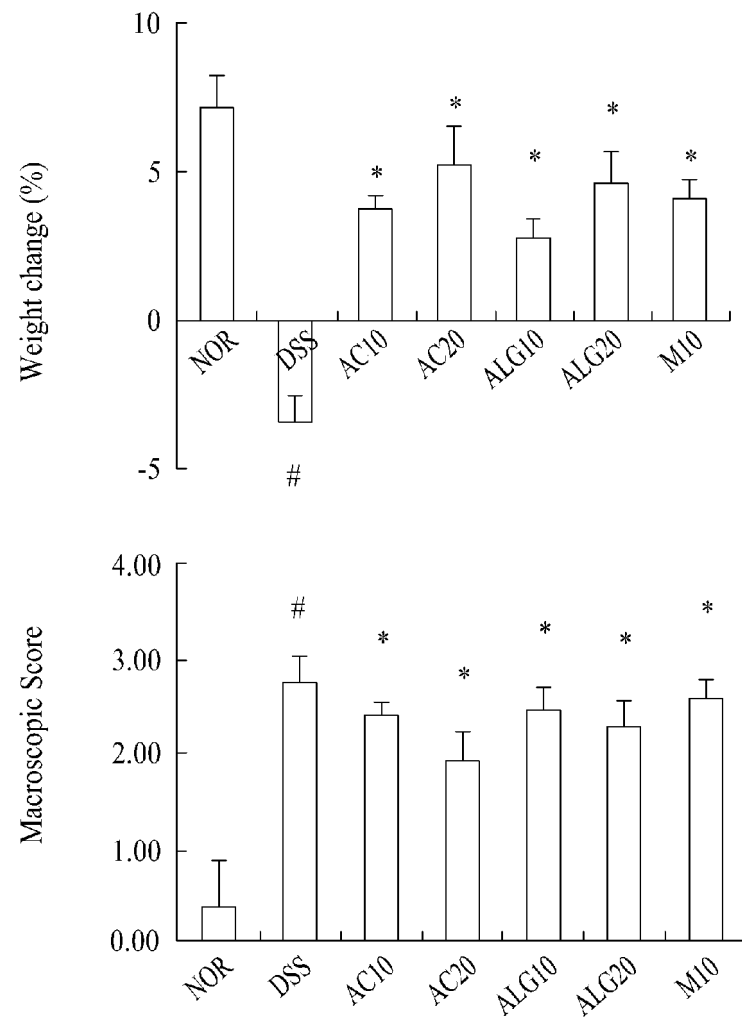 10
5
0
-5
Weight change (%)
*
*
*
*
*
NOR
DSS
AC10
AC20
ALG10
ALG20
M10
#
4.00
3.00
2.00
1.00
0.00
Macroscopic Score
#
*
*
*
*
*
NOR
DSS
AC10
AC20
ALG10
ALG20
M10